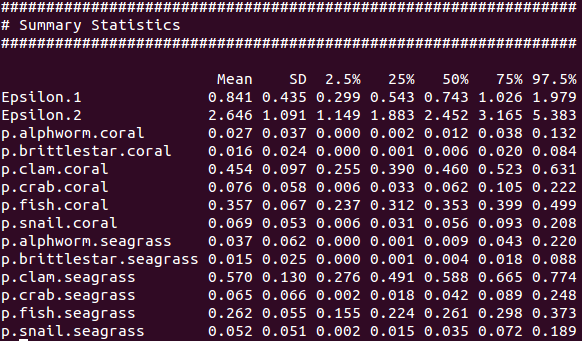 ################################################################
# Summary Statistics
################################################################
Mean SD 2.5% 25% 50% 75% 97.5%
Epsilon.1 0.841 0.435 0.299 0.543 0.743 1.026 1.979
Epsilon.2 2.646 1.091 1.149 1.883 2.452 3.165 5.383
p.alphworm.coral 0.027 0.037 0.000 0.002 0.012 0.038 0.132
p.brittlestar.coral 0.016 0.024 0.000 0.001 0.006 0.020 0.084
p.clam.coral 0.454 0.097 0.255 0.390 0.460 0.523 0.631
p.crab.coral 0.076 0.058 0.006 0.033 0.062 0.105 0.222
p.fish.coral 0.357 0.067 0.237 0.312 0.353 0.399 0.499
p.snail.coral 0.069 0.053 0.006 0.031 0.056 0.093 0.208
p.alphworm.seagrass 0.037 0.062 0.000 0.001 0.009 0.043 0.220
p.brittlestar.seagrass 0.015 0.025 0.000 0.001 0.004 0.018 0.088
p.clam.seagrass 0.570 0.130 0.276 0.491 0.588 0.665 0.774
p.crab.seagrass 0.065 0.066 0.002 0.018 0.042 0.089 0.248
p.fish.seagrass 0.262 0.055 0.155 0.224 0.261 0.298 0.373
p.snail.seagrass 0.052 0.051 0.002 0.015 0.035 0.072 0.189